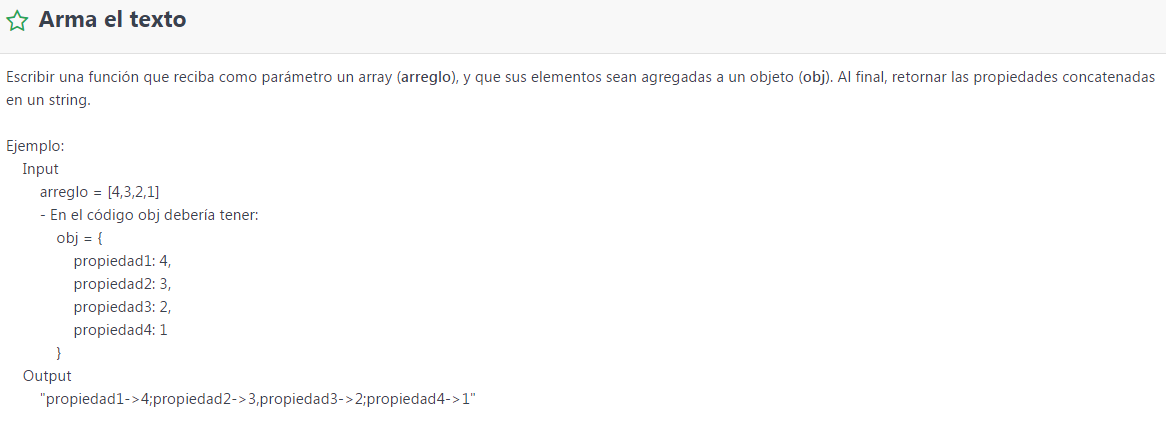 Arma el texto
Escribir una función que reciba como parámetro un array (arreglo), y que sus elementos sean agregadas a un objeto (obj). Al final, retornar las propiedades concatenadas
en un string.
Ejemplo:
Input
arreglo = [4,3,2,1]
- En el código obj debería tener:
obj = {
propiedad1: 4,
propiedad2: 3,
propiedad3: 2,
propiedad4: 1
}
Output
"propiedad1->4;propiedad2->3,propiedad3->2;propiedad4->1"